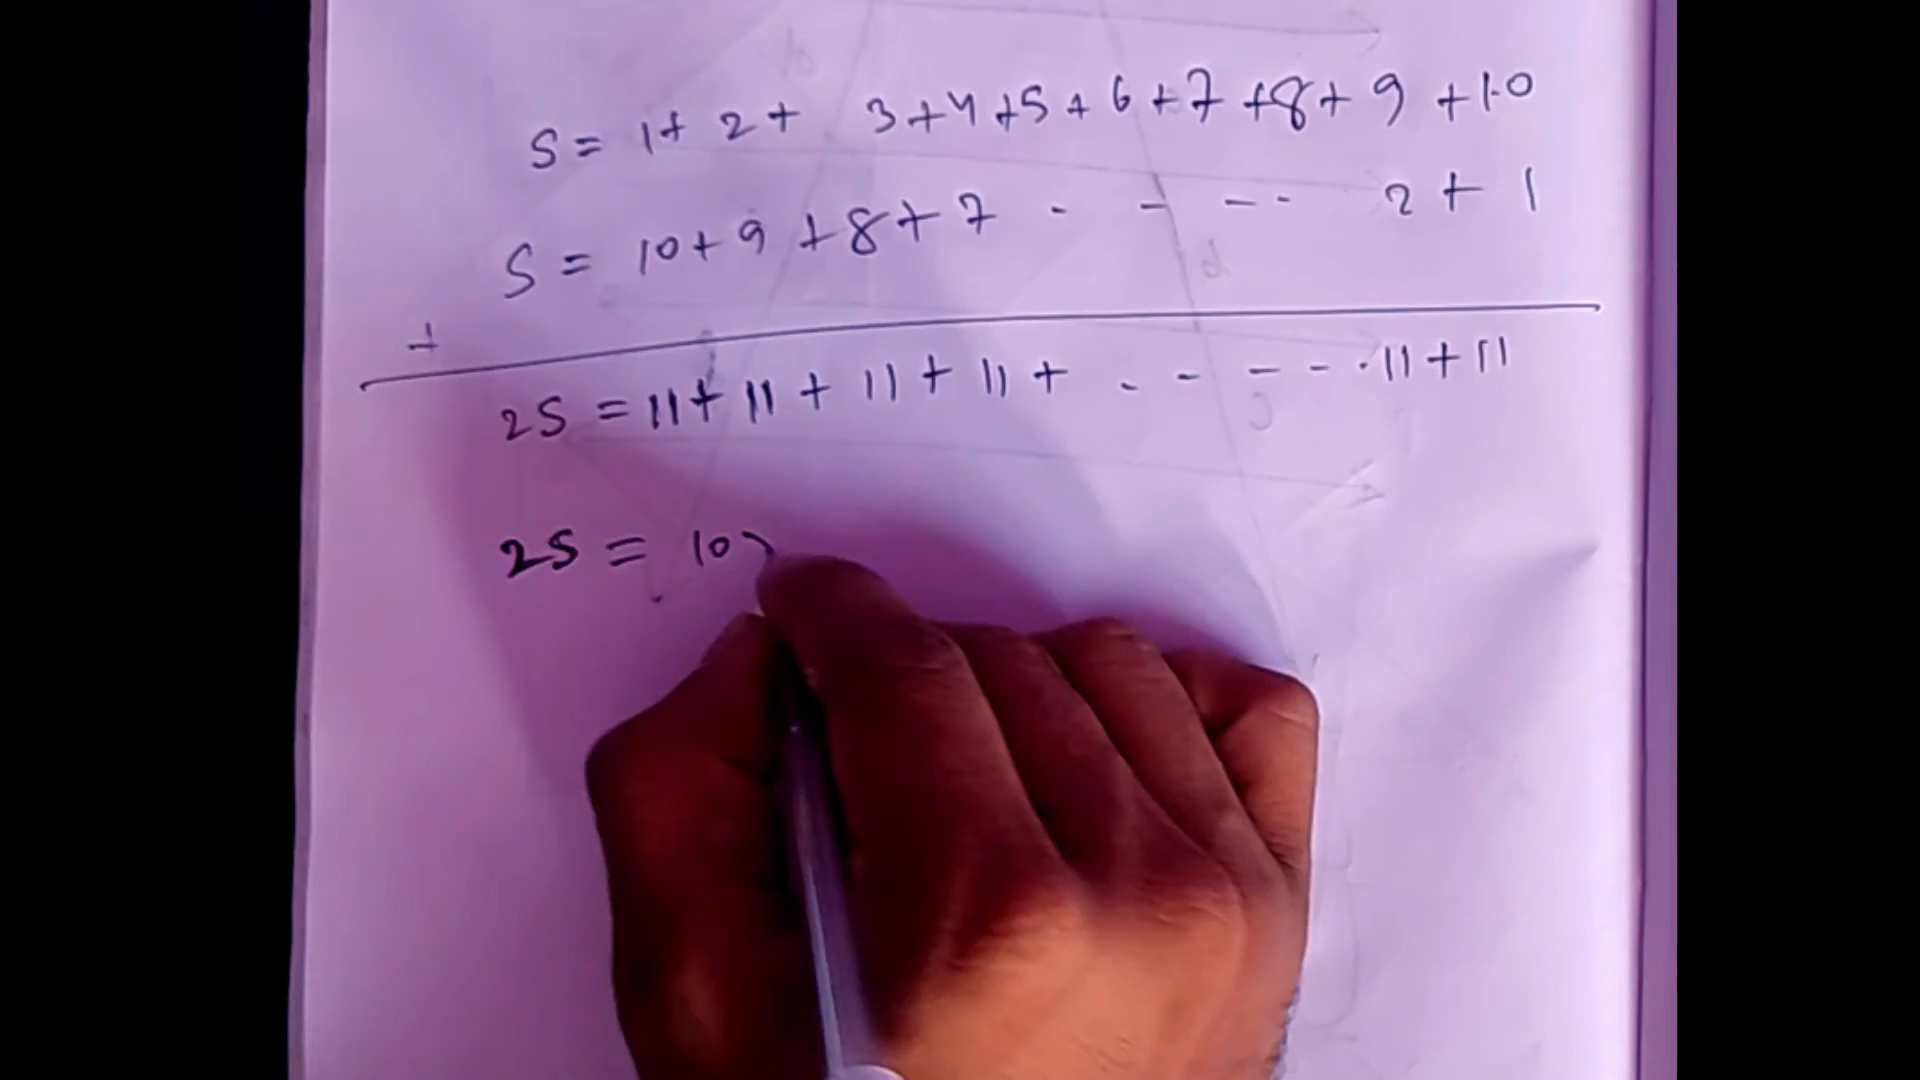 S = 1 + 2 + 3 + 4 + 5 + 6 + 7 + 8 + 9 + 10
S = 10 + 9 + 8 + 7 - - - - 2 + 1
+
2S = 11 + 11 + 11 + 11 + - - - - - 11 + 11
2S = 10